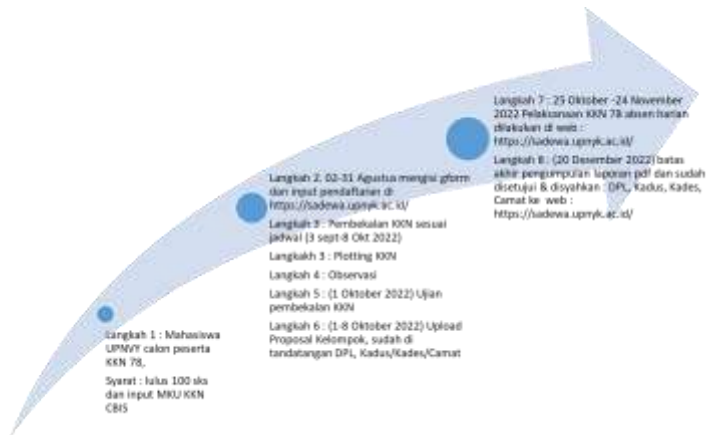 Langkah 1 : Mahasiswa
UPNVY calon peserta
KKN 78,
Syarat : lulus 100 sks
dan input MKU KKN
CBIS
Langkah 2. 02-31 Agustus mengisi gform
dan input pendaftaran di
https://sadewa.upnyk.ac.id/
Langkah 3 : Pembekalan KKN sesuai
jadwal (3 sept-8 Okt 2022)
Langkakh 3 : Plotting KKN
Langkah 4 : Observasi
Langkah 5 : (1 Oktober 2022) Ujian
pembekalan KKN
Langkah 6 : (1-8 Oktober 2022) Upload
Proposal Kelompok, sudah di
tandatangan DPL, Kadus/Kades/Camat
Langkah 7 : 25 Oktober -24 November
2022 Pelaksanaan KKN 78 absen harian
dilakukan di web :
https://sadewa.upnyk.ac.id/
Langkah 8 : (20 Desember 2022) batas
akhir pengumpulan laporan pdf dan sudah
disetujui & disyahkan : DPL, Kadus, Kades,
Camat ke web :
https://sadewa.upnyk.ac.id/